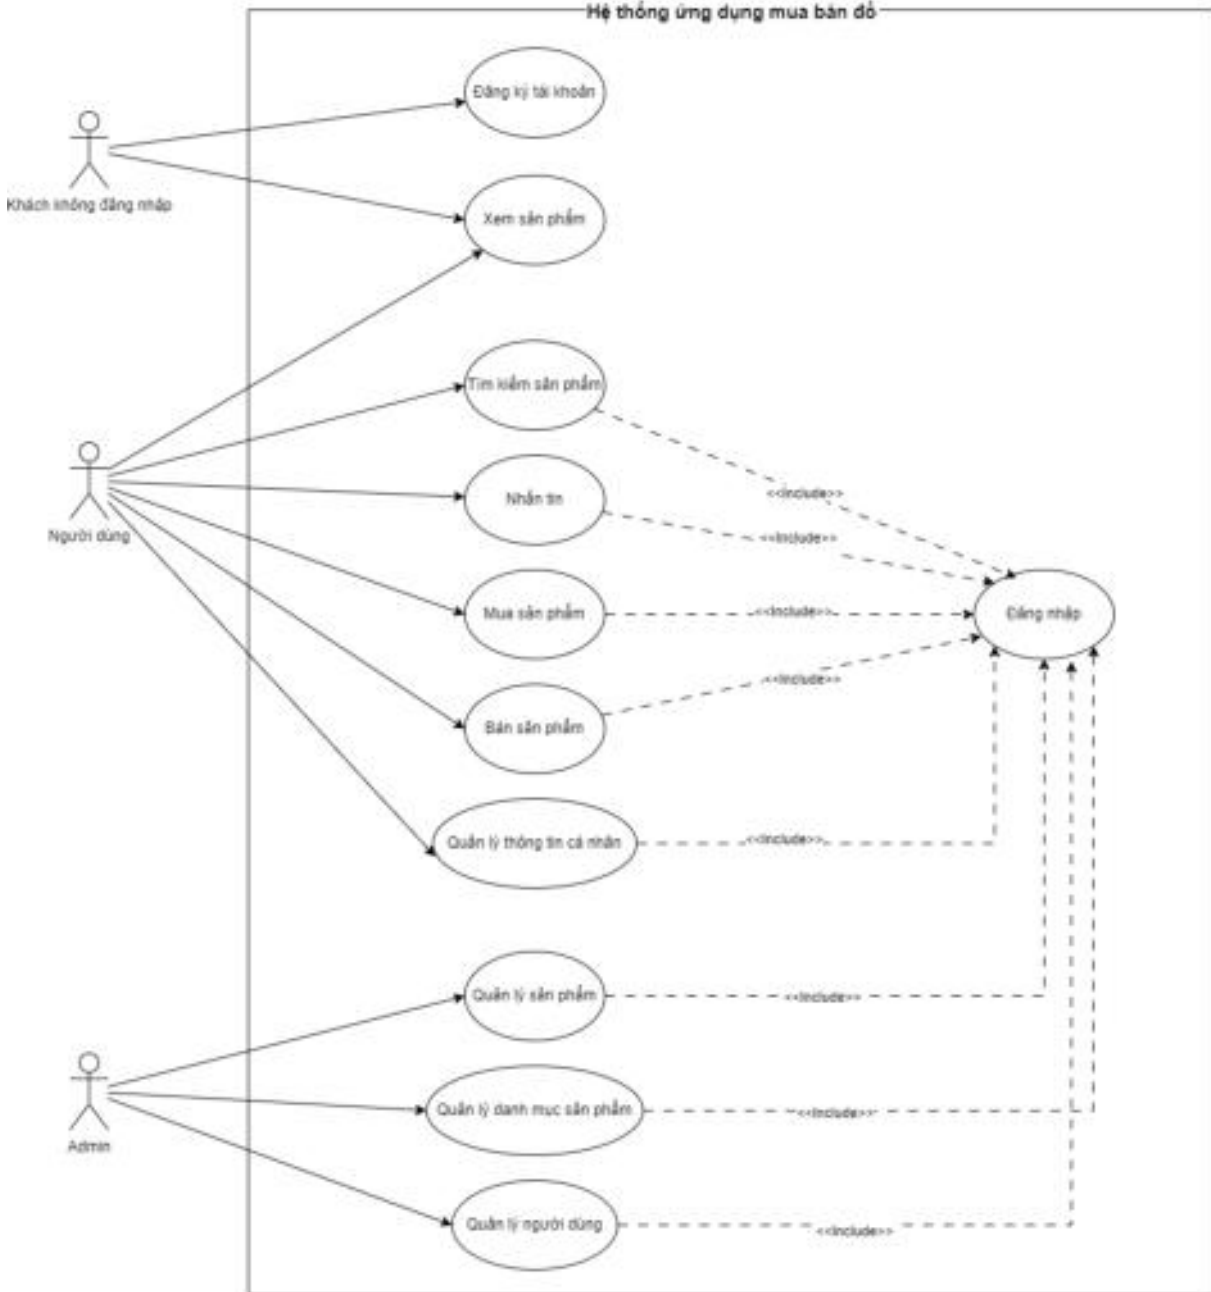 Hệ thống ứng dụng mua bán đồ
Đăng ký tài khoản
Khách không đăng nhập
Xem sản phẩm
Tìm kiếm sản phẩm
<<Include>>
Nhắn tin
<<Include>>
Người dùng
Mua sản phẩm
<<Include>>
Đăng nhập
<<Include>>
Bán sản phẩm
Quản lý thông tin cá nhân
<<Include>>
Quản lý sản phẩm
<<Include>>
Quản lý danh mục sản phẩm
<<Include>>
Admin
Quản lý người dùng
<<Include>>